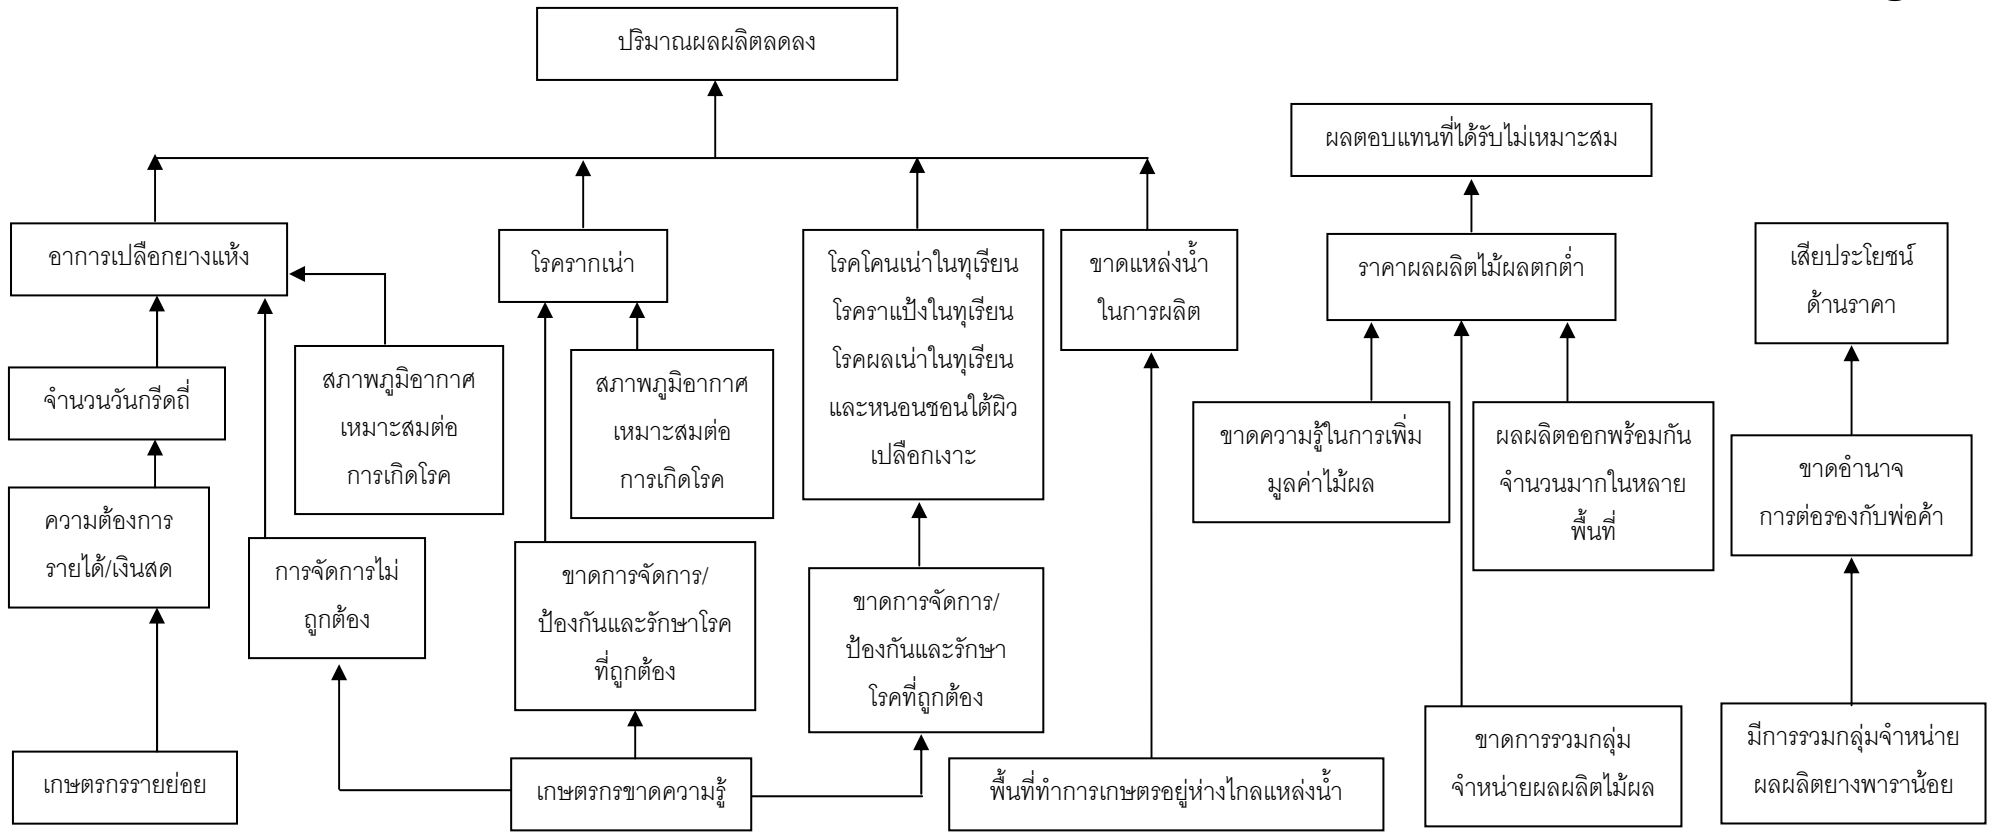 ปริมาณผลผลิตลดลง
ผลตอบแทนที่ได้รับไม่เหมาะสม
อาการเปลือกยางแห้ง
โรครากเน่า
โรคโคนเน่าในทุเรียน
โรคราแป้งในทุเรียน
โรคผลเน่าในทุเรียน
และหนอนชอนใต้ผิว
เปลือกเงาะ
ขาดแหล่งน้ำ
ในการผลิต
ราคาผลผลิตไม้ผลตกต่ำ
เสียประโยชน์
ด้านราคา
จำนวนวันกรีดถี่
สภาพภูมิอากาศ
เหมาะสมต่อ
การเกิดโรค
สภาพภูมิอากาศ
เหมาะสมต่อ
การเกิดโรค
ขาดความรู้ในการเพิ่ม
มูลค่าไม้ผล
ผลผลิตออกพร้อมกัน
จำนวนมากในหลาย
พื้นที่
ขาดอำนาจ
การต่อรองกับพ่อค้า
ความต้องการ
รายได้/เงินสด
การจัดการไม่
ถูกต้อง
ขาดการจัดการ/
ป้องกันและรักษาโรค
ที่ถูกต้อง
ขาดการจัดการ/
ป้องกันและรักษา
โรคที่ถูกต้อง
เกษตรกรรายย่อย
เกษตรกรขาดความรู้
พื้นที่ทำการเกษตรอยู่ห่างไกลแหล่งน้ำ
ขาดการรวมกลุ่ม
จำหน่ายผลผลิตไม้ผล
มีการรวมกลุ่มจำหน่าย
ผลผลิตยางพาราน้อย